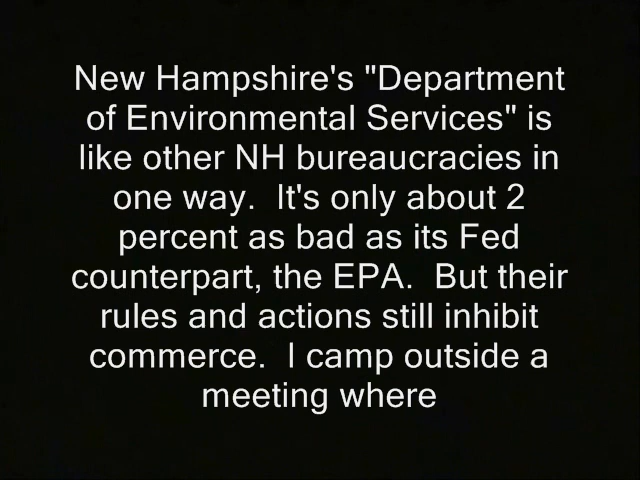 New Hampshire's "Department
of Environmental Services" is
like other NH bureaucracies in
one way.  It's only about 2
percent as bad as its Fed
counterpart, the EPA.  But their
rules and actions still inhibit
commerce.  I camp outside a
meeting where